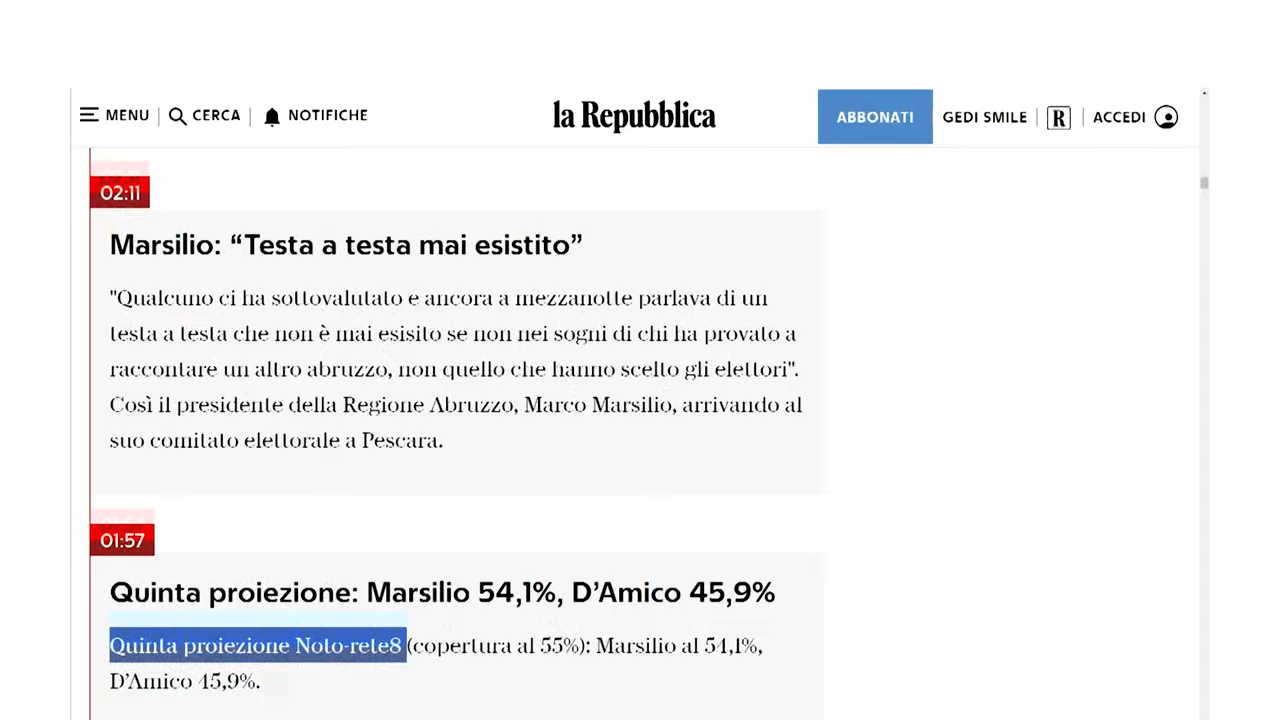 MENU CERCA NOTIFICHE la Repubblica ABBONATI GEDI SMILE R ACCEDI
02:11
Marsilio: “Testa a testa mai esistito”
"Qualcuno ci ha sottovalutato e ancora a mezzanotte parlava di un
testa a testa che non è mai esisito se non nei sogni di chi ha provato a
raccontare un altro abruzzo, non quello che hanno scelto gli elettori".
Così il presidente della Regione Abruzzo, Marco Marsilio, arrivando al
suo comitato elettorale a Pescara.
01:57
Quinta proiezione: Marsilio 54,1%, D’Amico 45,9%
Quinta proiezione Noto-rete8 (copertura al 55%): Marsilio al 54,1%,
D’Amico 45,9%.